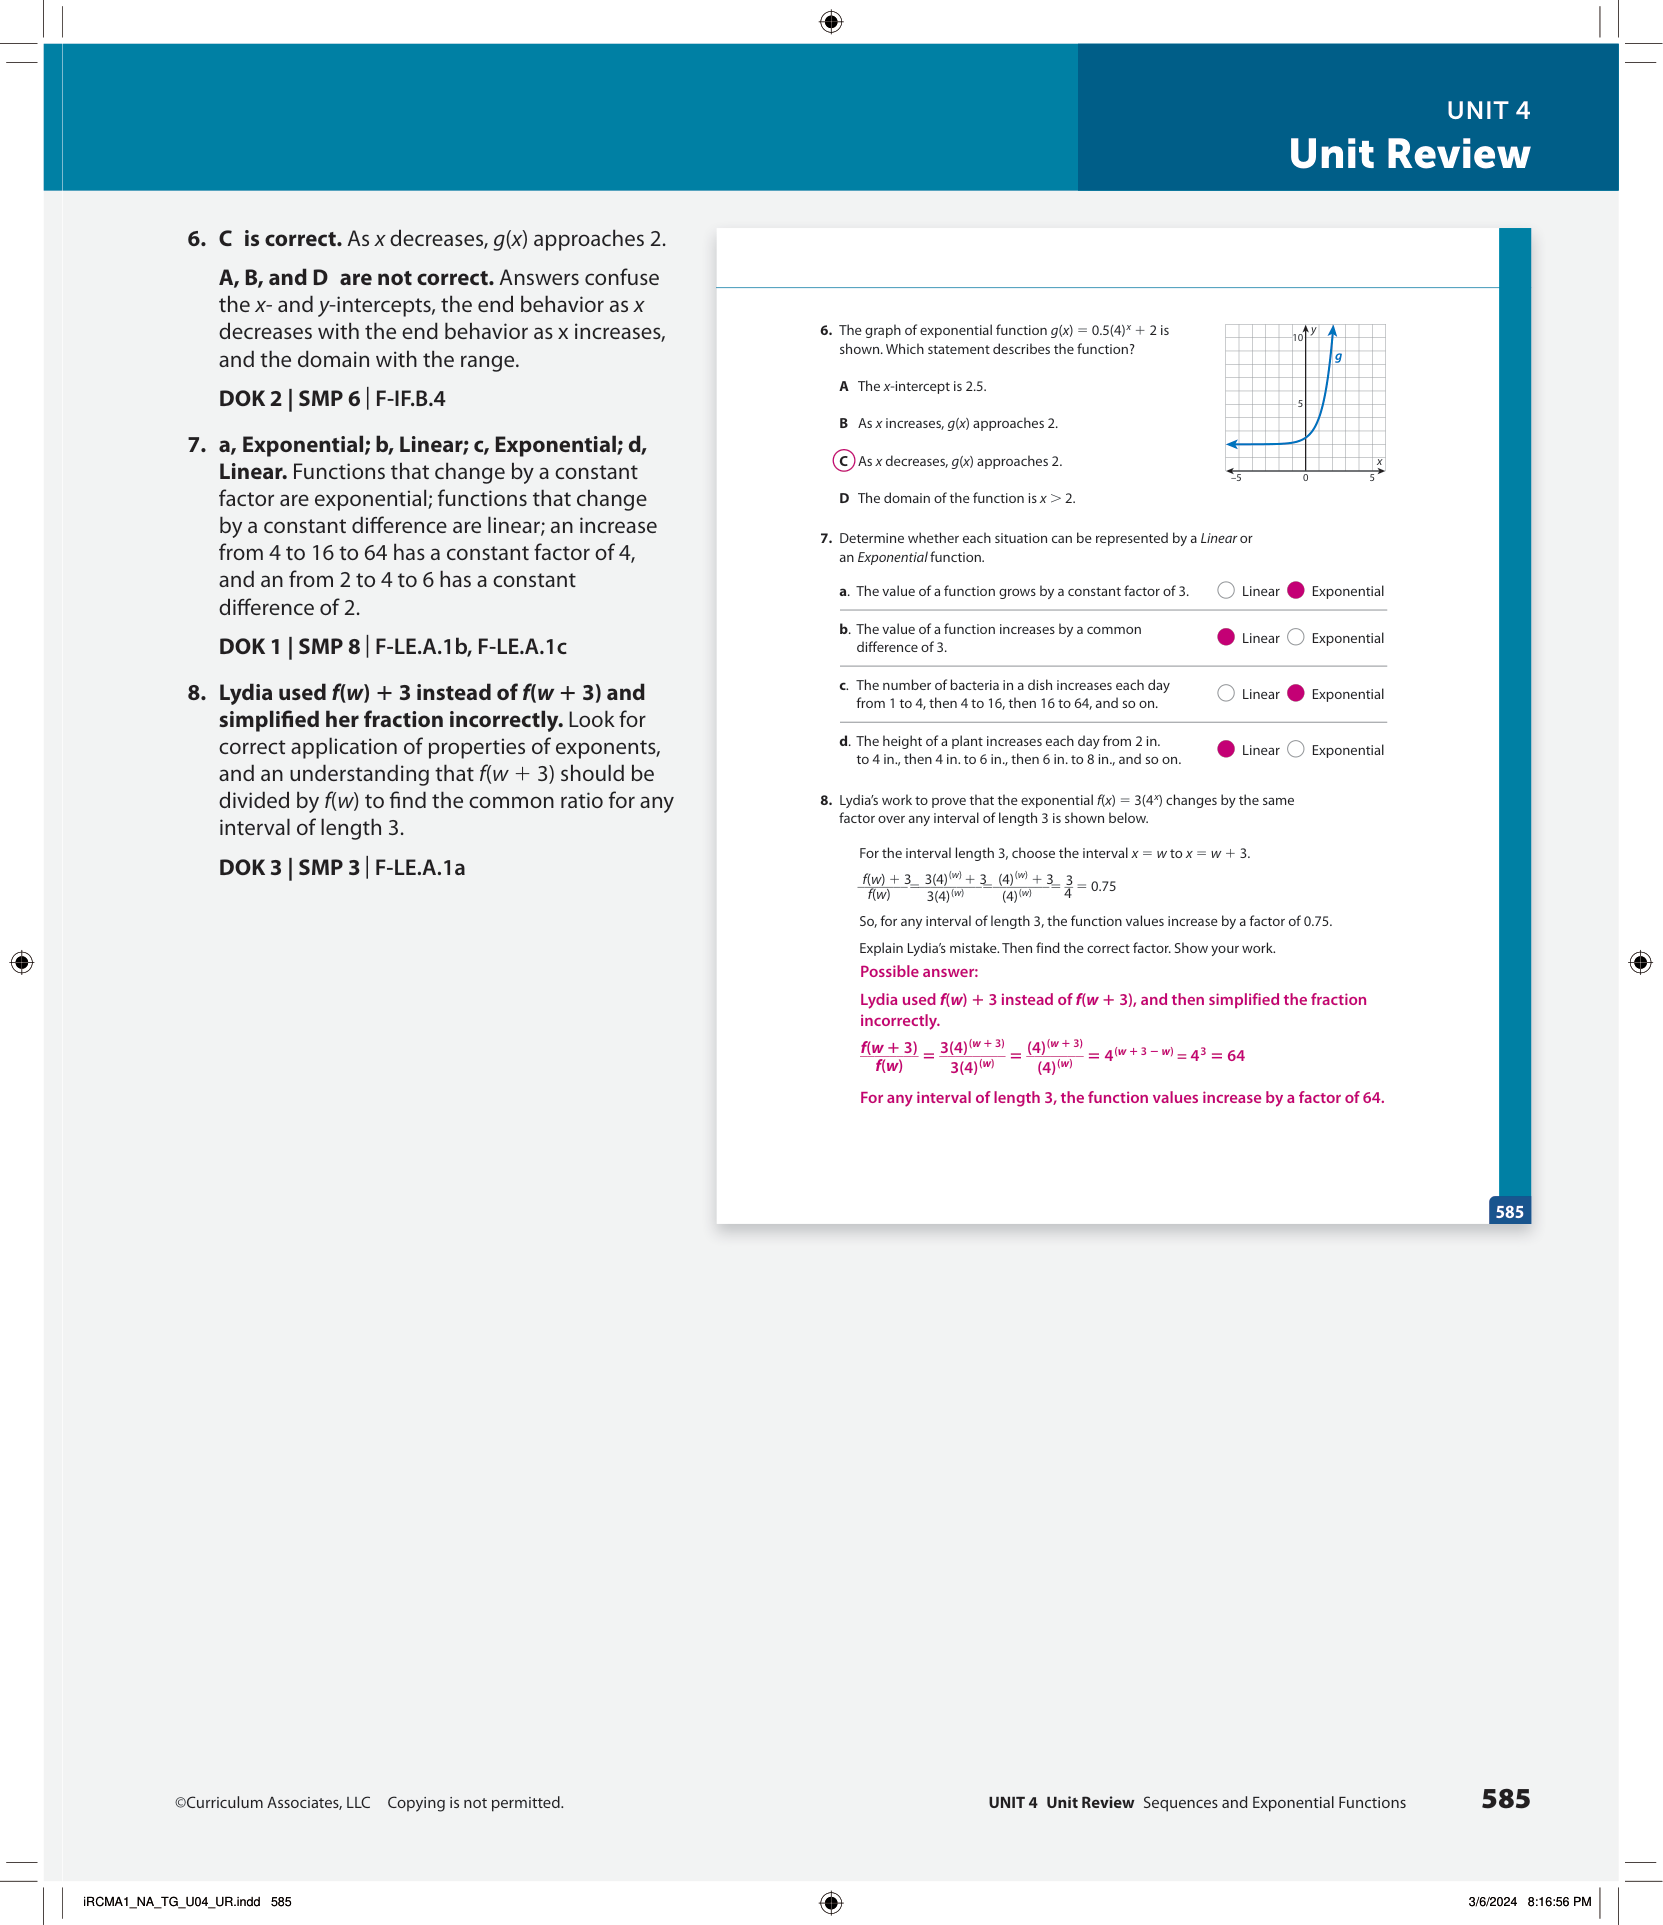 UNIT 4
Unit Review
6. C is correct. As x decreases, g(x) approaches 2.
A, B, and D are not correct. Answers confuse
the x- and y-intercepts, the end behavior as x
decreases with the end behavior as x increases,
and the domain with the range.
DOK 2 | SMP 6 | F-IF.B.4
7. a, Exponential; b, Linear; c, Exponential; d,
Linear. Functions that change by a constant
factor are exponential; functions that change
by a constant difference are linear; an increase
from 4 to 16 to 64 has a constant factor of 4,
and an from 2 to 4 to 6 has a constant
difference of 2.
DOK 1 | SMP 8 | F-LE.A.1b, F-LE.A.1c
8. Lydia used f(w) + 3 instead of f(w + 3) and
simplified her fraction incorrectly. Look for
correct application of properties of exponents,
and an understanding that f(w + 3) should be
divided by f(w) to find the common ratio for any
interval of length 3.
DOK 3 | SMP 3 | F-LE.A.1a
6. The graph of exponential function g(x) = 0.5(4)^x + 2 is
shown. Which statement describes the function?
A The x-intercept is 2.5.
B As x increases, g(x) approaches 2.
C As x decreases, g(x) approaches 2.
D The domain of the function is x > 2.
y
10
g
5
x
–5 0 5
7. Determine whether each situation can be represented by a Linear or
an Exponential function.
a. The value of a function grows by a constant factor of 3. Linear Exponential
b. The value of a function increases by a common
difference of 3. Linear Exponential
c. The number of bacteria in a dish increases each day
from 1 to 4, then 4 to 16, then 16 to 64, and so on. Linear Exponential
d. The height of a plant increases each day from 2 in.
to 4 in., then 4 in. to 6 in., then 6 in. to 8 in., and so on. Linear Exponential
8. Lydia's work to prove that the exponential f(x) = 3(4^x) changes by the same
factor over any interval of length 3 is shown below.
For the interval length 3, choose the interval x = w to x = w + 3.
f(w) + 3 / f(w) = 3(4)^(w) + 3 / 3(4)^(w) = (4)^(w) + 3 / (4)^(w) = 3/4 = 0.75
So, for any interval of length 3, the function values increase by a factor of 0.75.
Explain Lydia's mistake. Then find the correct factor. Show your work.
Possible answer:
Lydia used f(w) + 3 instead of f(w + 3), and then simplified the fraction
incorrectly.
f(w + 3) / f(w) = 3(4)^(w + 3) / 3(4)^(w) = (4)^(w + 3) / (4)^(w) = 4^(w + 3 − w) = 4^3 = 64
For any interval of length 3, the function values increase by a factor of 64.
585
©Curriculum Associates, LLC Copying is not permitted.
UNIT 4 Unit Review Sequences and Exponential Functions 585
iRCMA1_NA_TG_U04_UR.indd 585
3/6/2024 8:16:56 PM